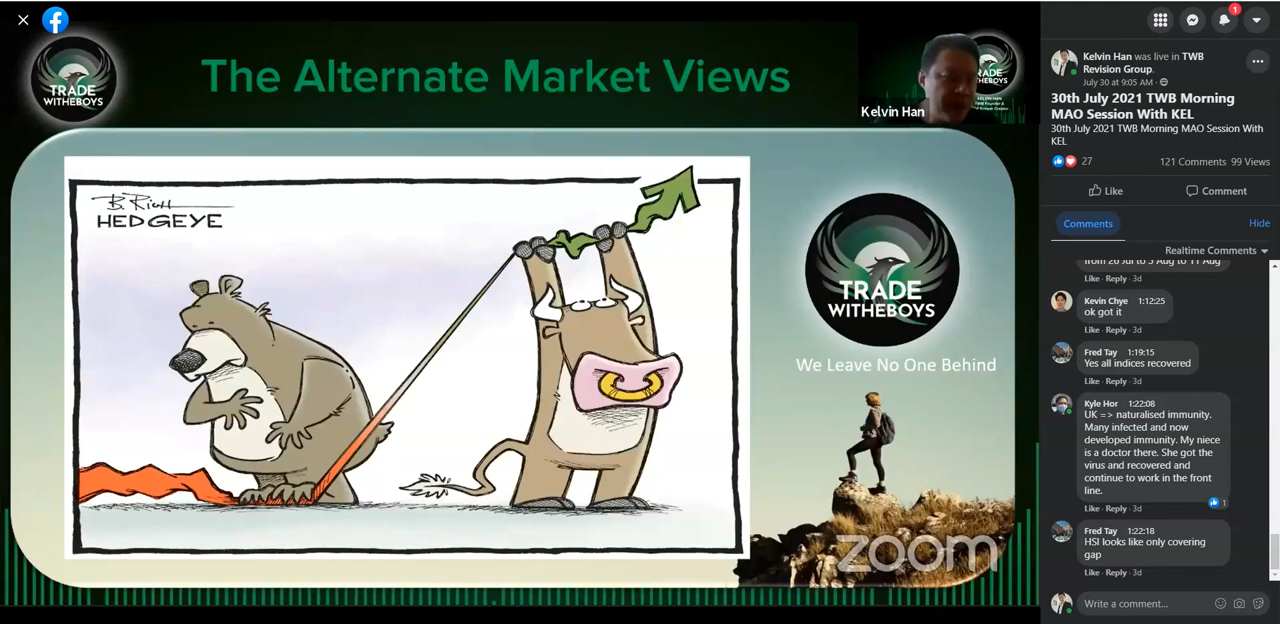 TRADE
WITHEBOYS
The Alternate Market Views
Kelvin Han
B. Rich
HEDGEYE
TRADE
WITHEBOYS
We Leave No One Behind
zoom
1
Kelvin Han was live in TWB
Revision Group.
July 30 at 9:05 AM ·
30th July 2021 TWB Morning
MAO Session With KEL
30th July 2021 TWB Morning MAO Session With
KEL
27
121 Comments 99 Views
Like Comment
Comments Hide
Realtime Comments
from 26 Jul to 5 Aug to 11 Aug
Like · Reply · 3d
Kevin Chye 1:12:25
ok got it
Like · Reply · 3d
Fred Tay 1:19:15
Yes all indices recovered
Like · Reply · 3d
Kyle Hor 1:22:08
UK => naturalised immunity.
Many infected and now
developed immunity. My niece
is a doctor there. She got the
virus and recovered and
continue to work in the front
line.
1
Like · Reply · 3d
Fred Tay 1:22:18
HSI looks like only covering
gap
Like · Reply · 3d
Write a comment...